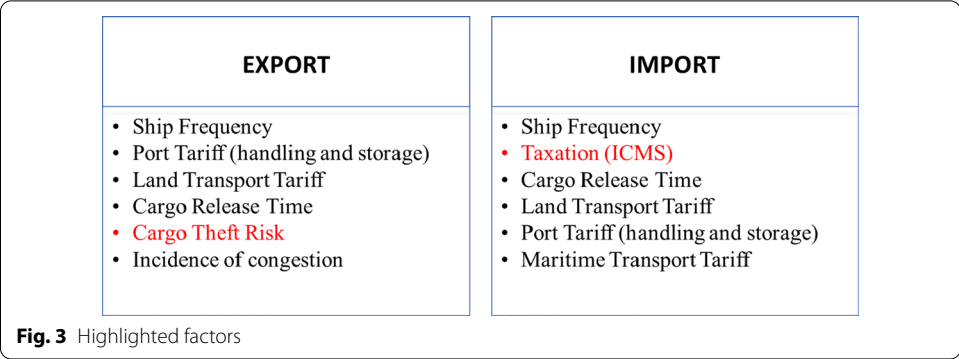 EXPORT
• Ship Frequency
• Port Tariff (handling and storage)
• Land Transport Tariff
• Cargo Release Time
• Cargo Theft Risk
• Incidence of congestion
IMPORT
• Ship Frequency
• Taxation (ICMS)
• Cargo Release Time
• Land Transport Tariff
• Port Tariff (handling and storage)
• Maritime Transport Tariff
Fig. 3 Highlighted factors